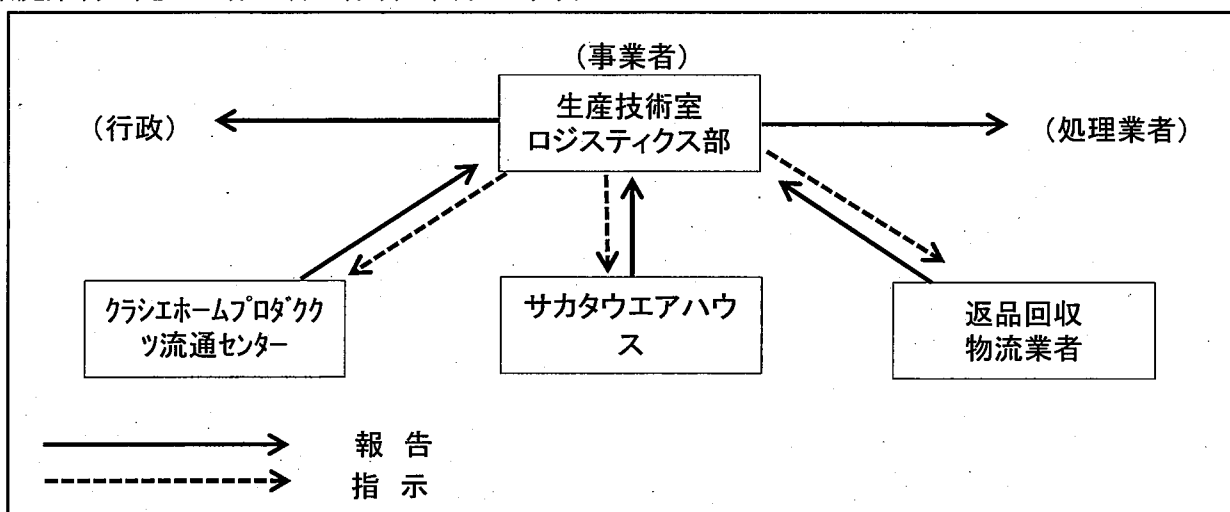 (事業者)
生産技術室
ロジスティクス部
(行政)
(処理業者)
クラシエホームプロダクク
ツ流通センター
サカタウエアハウ
ス
返品回収
物流業者
報 告
指 示